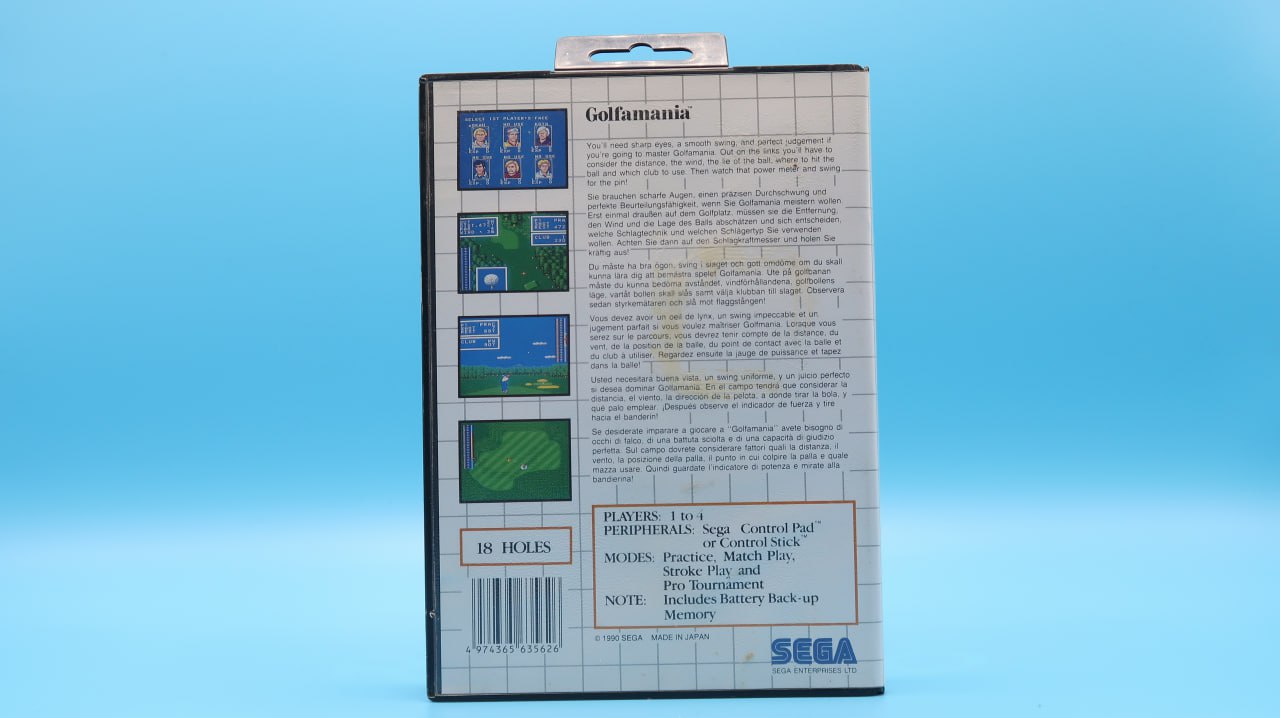 Golfamania™
You'll need sharp eyes, a smooth swing, and perfect judgement if
you're going to master Golfamania. Out on the links you'll have to
consider the distance, the wind, the lie of the ball, where to hit the
ball and which club to use. Then watch that power meter and swing
for the pin!
Sie brauchen scharfe Augen, einen präzisen Durchschwung und
perfekte Beurteilungsfähigkeit, wenn Sie Golfamania meistern wollen.
Erst einmal draußen auf dem Golfplatz, müssen sie die Entfernung,
den Wind und die Lage des Balls abschätzen und sich entscheiden,
welche Schlagtechnik und welchen Schlägertyp Sie verwenden
wollen. Achten Sie dann auf den Schlagkraftmesser und holen Sie
kräftig aus!
Du måste ha bra ögon, sving i slaget och gott omdöme om du skall
kunna lära dig att bemästra spelet Golfamania. Ute på golfbanan
måste du kunna bedöma avståndet, vindförhållandena, golfbollens
läge, vartåt bollen skall slås samt välja klubban till slaget. Observera
sedan styrkemätaren och slå mot flaggstången!
Vous devez avoir un oeil de lynx, un swing impeccable et un
jugement parfait si vous voulez maîtriser Golfmania. Lorsque vous
serez sur le parcours, vous devrez tenir compte de la distance, du
vent, de la position de la balle, du point de contact avec la balle et
du club à utiliser. Regardez ensuite la jauge de puissance et tapez
dans la balle!
Usted necesitará buena vista, un swing uniforme, y un juicio perfecto
si desea dominar Golfamania. En el campo tendrá que considerar la
distancia, el viento, la dirección de la pelota, a dónde tirar la bola, y
qué palo emplear. ¡Después observe el indicador de fuerza y tire
hacia el banderín!
Se desiderate imparare a giocare a "Golfamania" avete bisogno di
occhi di falco, di una battuta sciolta e di una capacità di giudizio
perfetta. Sul campo dovrete considerare fattori quali la distanza, il
vento, la posizione della palla, il punto in cui colpire la palla e quale
mazza usare. Quindi guardate l'indicatore di potenza e mirate alla
bandierina!
SELECT 1ST PLAYER'S FACE
18 HOLES
PLAYERS: 1 to 4
PERIPHERALS: Sega Control Pad™
or Control Stick™
MODES: Practice, Match Play,
Stroke Play and
Pro Tournament
NOTE: Includes Battery Back-up
Memory
4 974365 635626
© 1990 SEGA MADE IN JAPAN
SEGA
SEGA ENTERPRISES LTD.